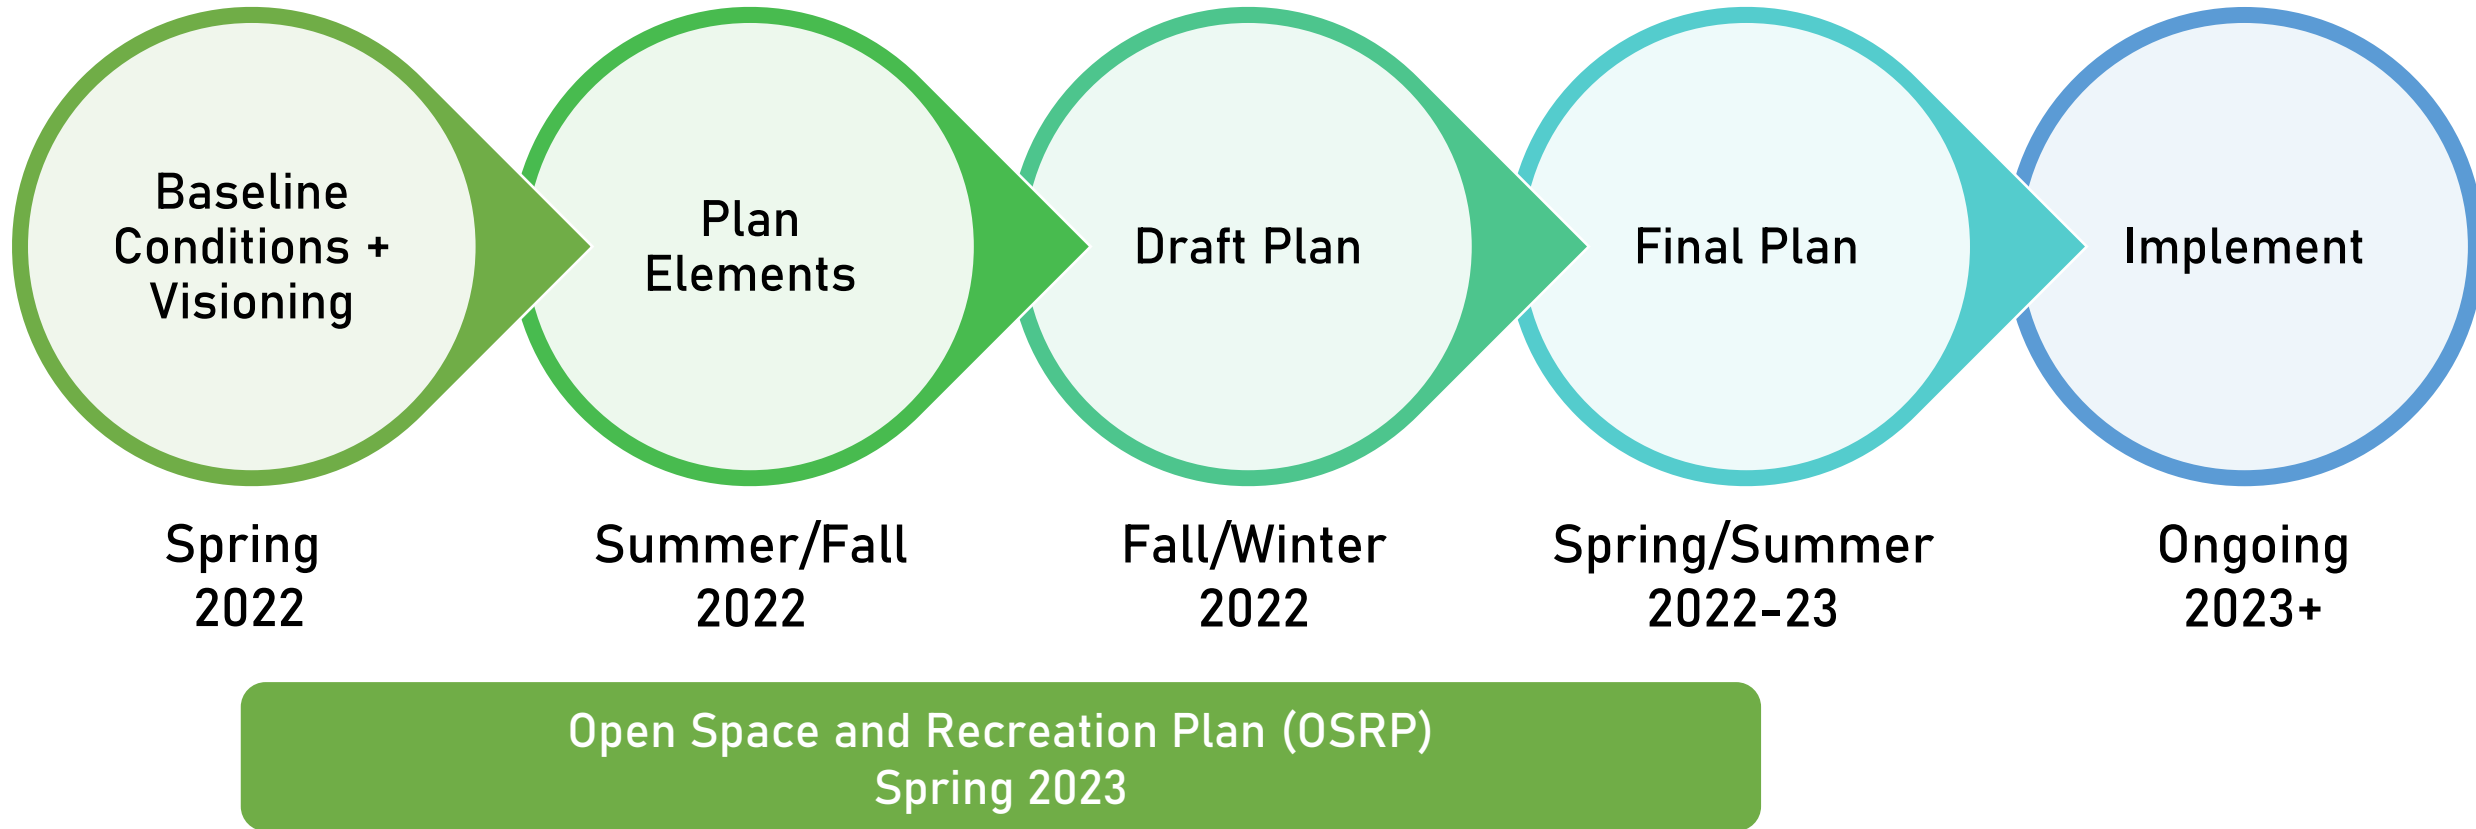 Baseline
Conditions +
Visioning
Plan
Elements
Draft Plan
Final Plan
Implement
Spring
2022
Summer/Fall
2022
Fall/Winter
2022
Spring/Summer
2022-23
Ongoing
2023+
Open Space and Recreation Plan (OSRP)
Spring 2023